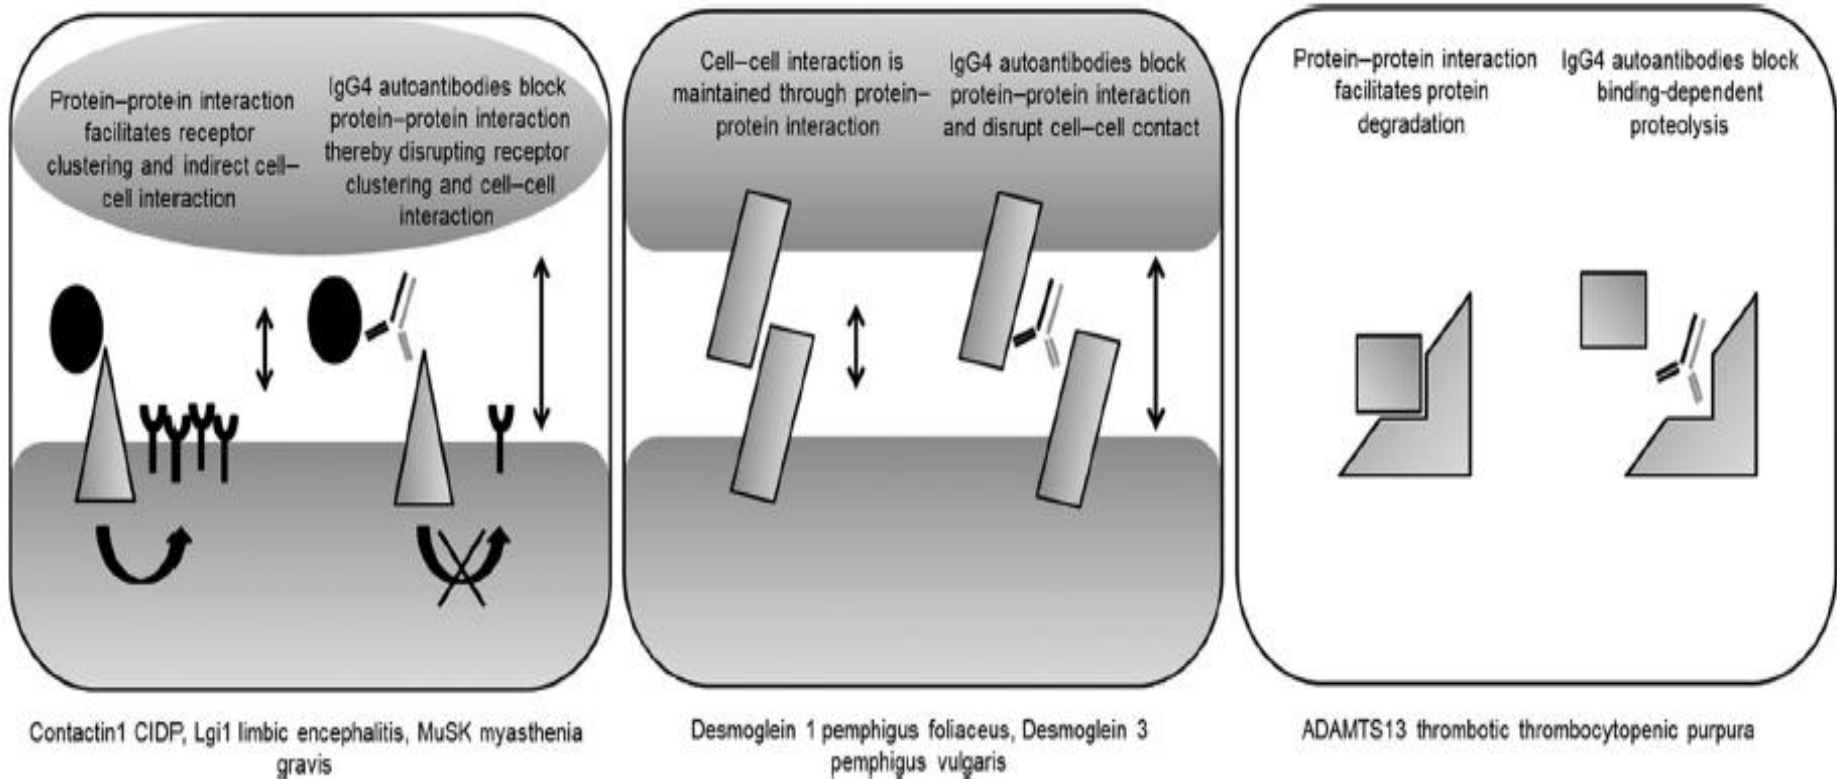 Protein–protein interaction
facilitates receptor
clustering and indirect cell–
cell interaction
IgG4 autoantibodies block
protein–protein interaction
thereby disrupting receptor
clustering and cell–cell
interaction
Cell–cell interaction is
maintained through protein–
protein interaction
IgG4 autoantibodies block
protein–protein interaction
and disrupt cell–cell contact
Protein–protein interaction
facilitates protein
degradation
IgG4 autoantibodies block
binding-dependent
proteolysis
Contactin1 CIDP, Lgi1 limbic encephalitis, MuSK myasthenia
gravis
Desmoglein 1 pemphigus foliaceus, Desmoglein 3
pemphigus vulgaris
ADAMTS13 thrombotic thrombocytopenic purpura